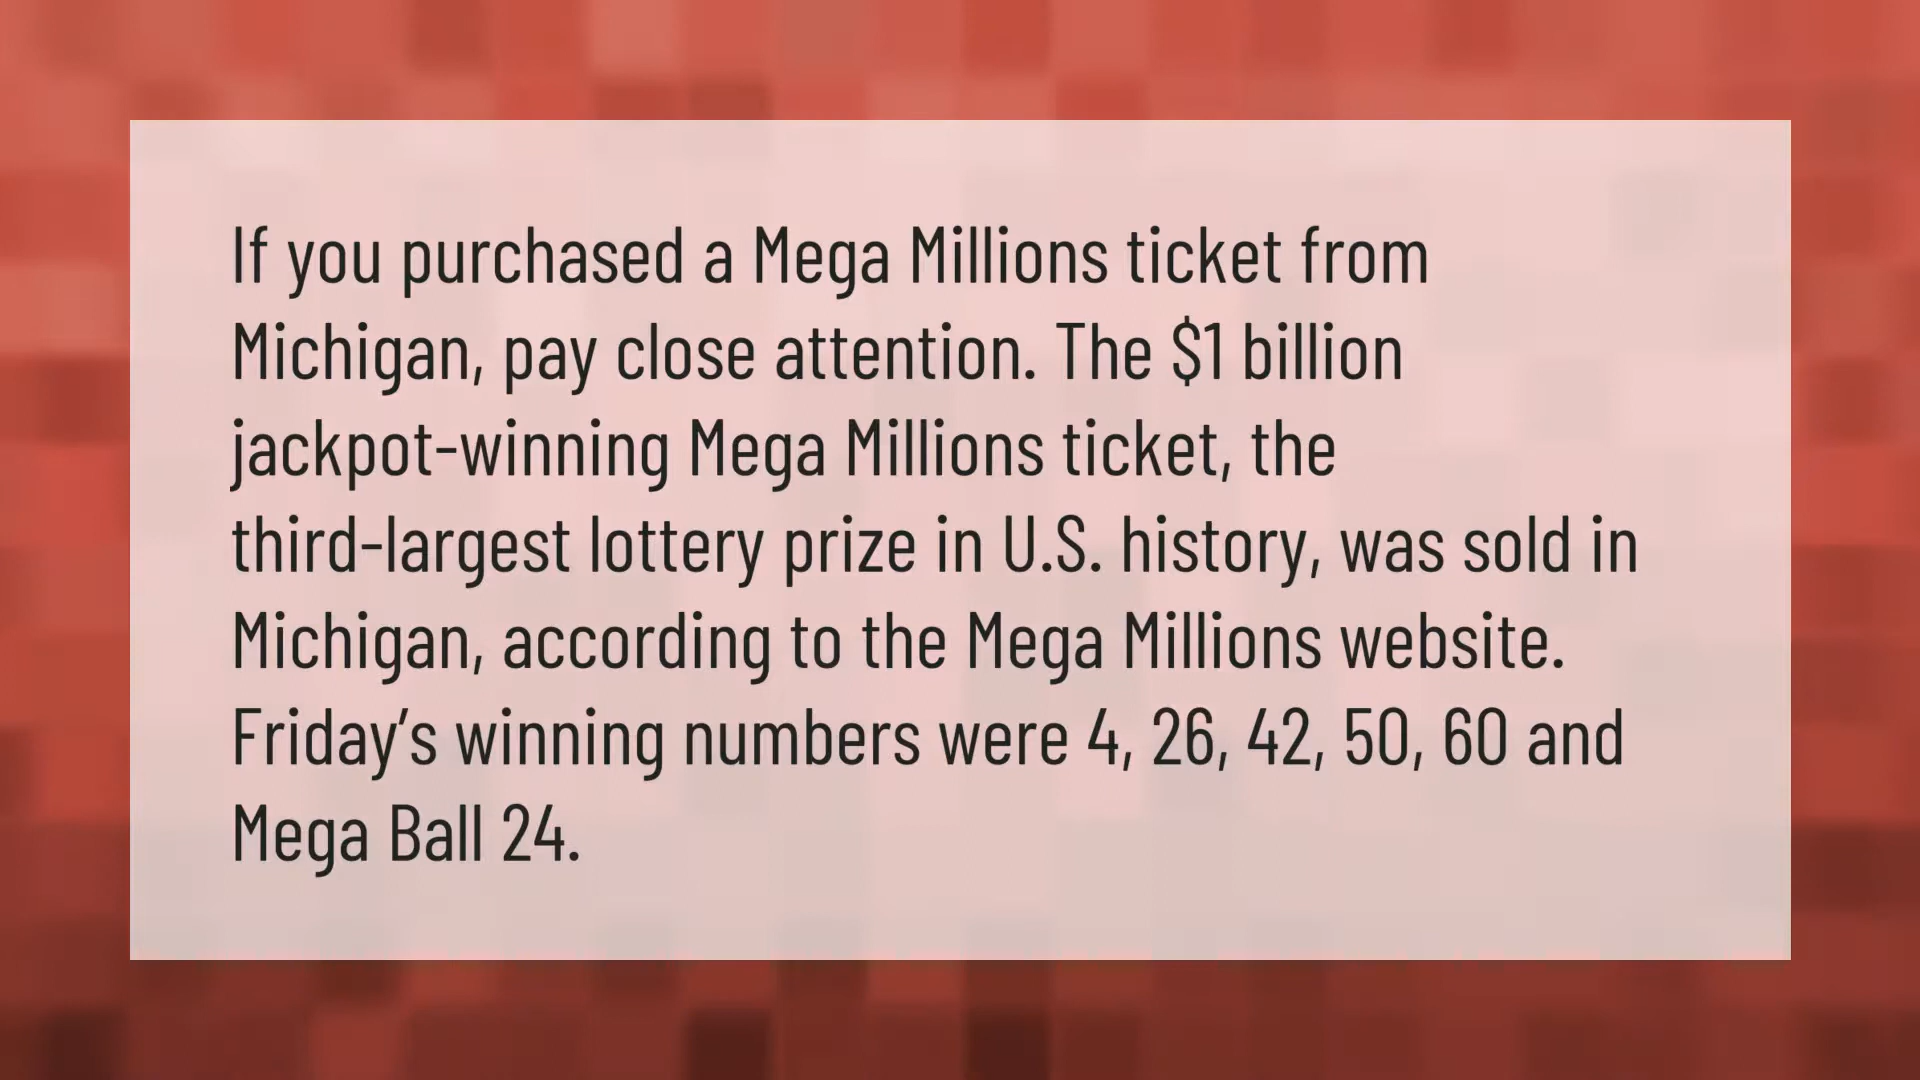 If you purchased a Mega Millions ticket from
Michigan, pay close attention. The $1 billion
jackpot-winning Mega Millions ticket, the
third-largest lottery prize in U.S. history, was sold in
Michigan, according to the Mega Millions website.
Friday’s winning numbers were 4, 26, 42, 50, 60 and
Mega Ball 24.